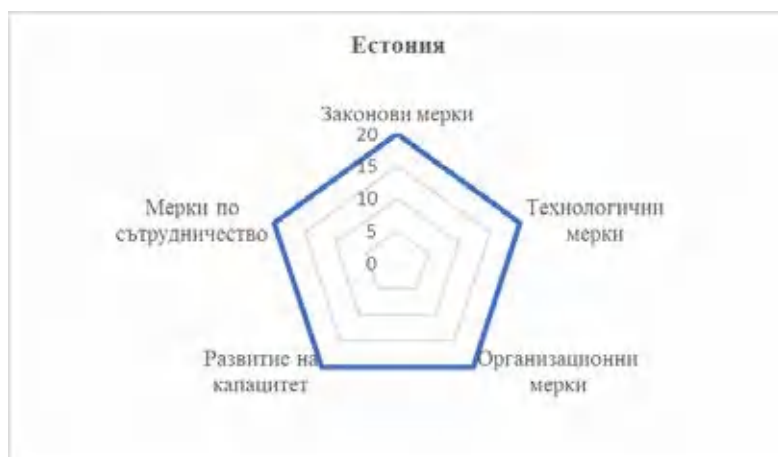 Естония
Законови мерки
20
15
10
5
0
Технологични
мерки
Организационни
мерки
Развитие на
капацитет
Мерки по
сътрудничество